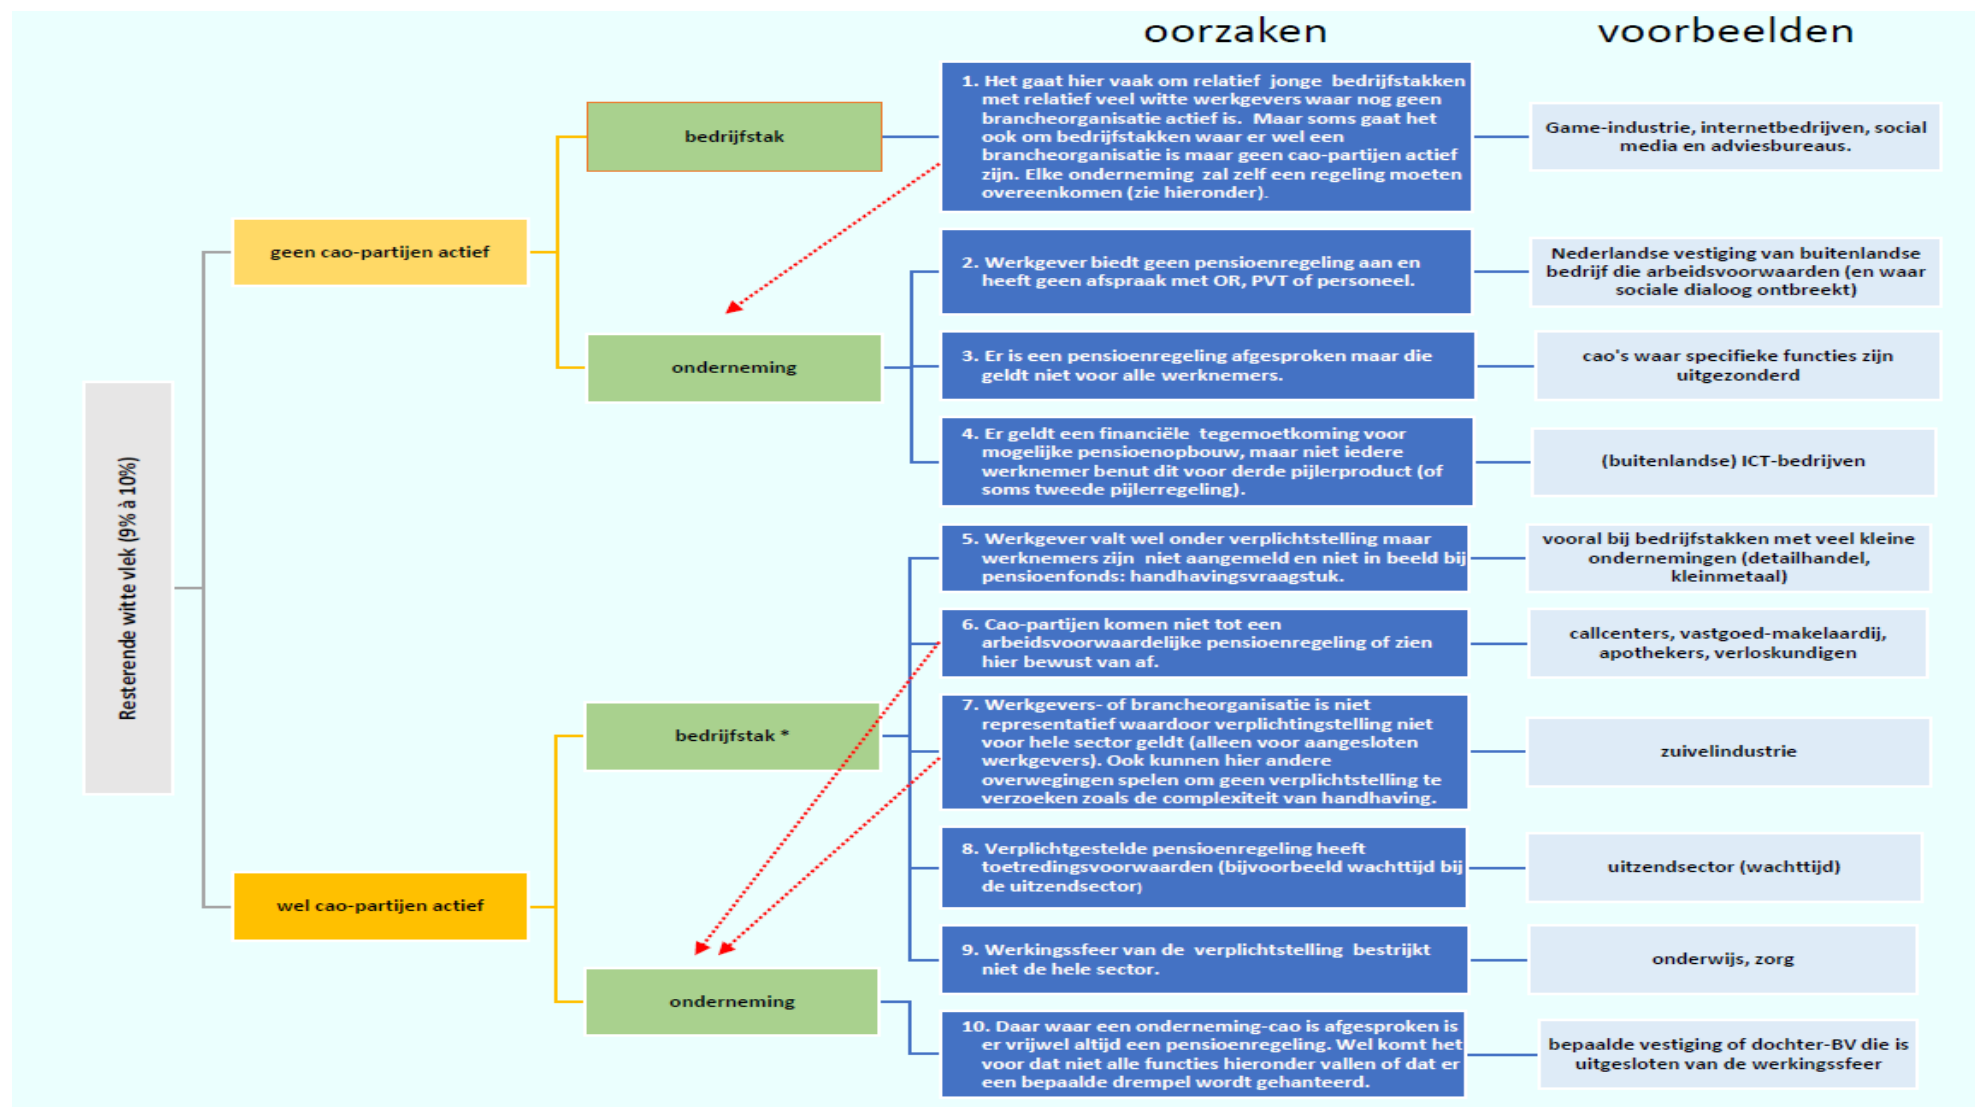 oorzaken
voorbeelden
Resterende witte vlek (9% à 10%)
geen cao-partijen actief
bedrijfstak
1. Het gaat hier vaak om relatief jonge bedrijfstakken
met relatief veel witte werkgevers waar nog geen
brancheorganisatie actief is. Maar soms gaat het
ook om bedrijfstakken waar er wel een
brancheorganisatie is maar geen cao-partijen actief
zijn. Elke onderneming zal zelf een regeling moeten
overeenkomen (zie hieronder).
Game-industrie, internetbedrijven, social
media en adviesbureaus.
onderneming
2. Werkgever biedt geen pensioenregeling aan en
heeft geen afspraak met OR, PVT of personeel.
Nederlandse vestiging van buitenlandse
bedrijf die arbeidsvoorwaarden (en waar
sociale dialoog ontbreekt)
3. Er is een pensioenregeling afgesproken maar die
geldt niet voor alle werknemers.
cao's waar specifieke functies zijn
uitgezonderd
4. Er geldt een financiële tegemoetkoming voor
mogelijke pensioenopbouw, maar niet iedere
werknemer benut dit voor derde pijlerproduct (of
soms tweede pijlerregeling).
(buitenlandse) ICT-bedrijven
wel cao-partijen actief
bedrijfstak *
5. Werkgever valt wel onder verplichtstelling maar
werknemers zijn niet aangemeld en niet in beeld bij
pensioenfonds: handhavingsvraagstuk.
vooral bij bedrijfstakken met veel kleine
ondernemingen (detailhandel,
kleinmetaal)
6. Cao-partijen komen niet tot een
arbeidsvoorwaardelijke pensioenregeling of zien
hier bewust van af.
callcenters, vastgoed-makelaardij,
apothekers, verloskundigen
7. Werkgevers- of brancheorganisatie is niet
representatief waardoor verplichtingstelling niet
voor hele sector geldt (alleen voor aangesloten
werkgevers). Ook kunnen hier andere
overwegingen spelen om geen verplichtstelling te
verzoeken zoals de complexiteit van handhaving.
zuivelindustrie
8. Verplichtgestelde pensioenregeling heeft
toetredingsvoorwaarden (bijvoorbeeld wachttijd bij
de uitzendsector)
uitzendsector (wachttijd)
9. Werkingssfeer van de verplichtstelling bestrijkt
niet de hele sector.
onderwijs, zorg
onderneming
10. Daar waar een onderneming-cao is afgesproken is
er vrijwel altijd een pensioenregeling. Wel komt het
voor dat niet alle functies hieronder vallen of dat er
een bepaalde drempel wordt gehanteerd.
bepaalde vestiging of dochter-BV die is
uitgesloten van de werkingssfeer